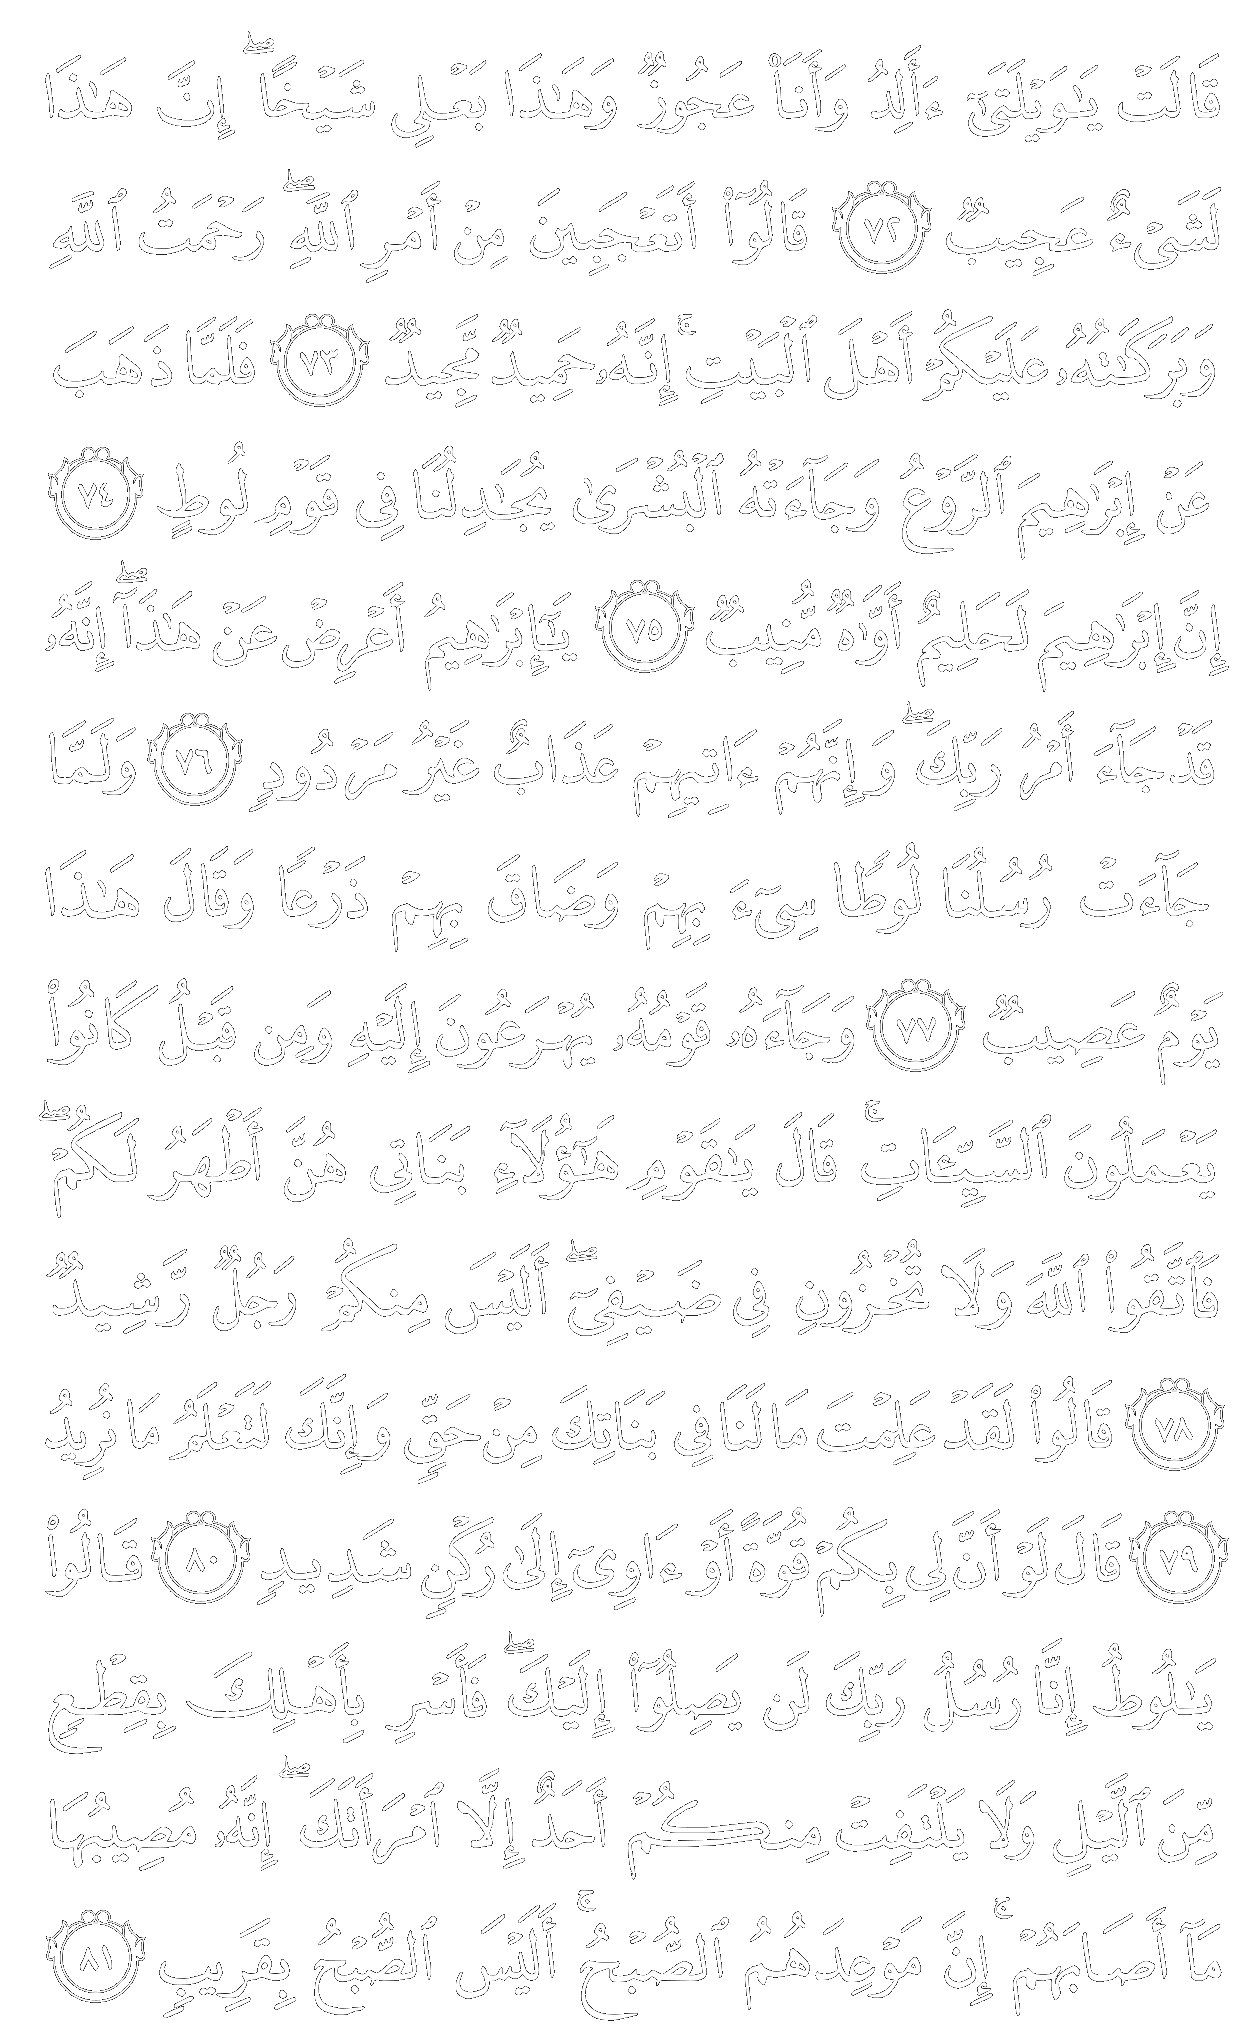 قَالَتْ يَٰوَيْلَتَىٰٓ ءَأَلِدُ وَأَنَا۠ عَجُوزٌ وَهَٰذَا بَعْلِى شَيْخًا ۖ إِنَّ هَٰذَا
لَشَىْءٌ عَجِيبٌ ٧٢ قَالُوٓا۟ أَتَعْجَبِينَ مِنْ أَمْرِ ٱللَّهِ ۖ رَحْمَتُ ٱللَّهِ
وَبَرَكَٰتُهُۥ عَلَيْكُمْ أَهْلَ ٱلْبَيْتِ ۚ إِنَّهُۥ حَمِيدٌ مَّجِيدٌ ٧٣ فَلَمَّا ذَهَبَ
عَنْ إِبْرَٰهِيمَ ٱلرَّوْعُ وَجَآءَتْهُ ٱلْبُشْرَىٰ يُجَٰدِلُنَا فِى قَوْمِ لُوطٍ ٧٤
إِنَّ إِبْرَٰهِيمَ لَحَلِيمٌ أَوَّٰهٌ مُّنِيبٌ ٧٥ يَٰٓإِبْرَٰهِيمُ أَعْرِضْ عَنْ هَٰذَآ ۖ إِنَّهُۥ
قَدْ جَآءَ أَمْرُ رَبِّكَ ۖ وَإِنَّهُمْ ءَاتِيهِمْ عَذَابٌ غَيْرُ مَرْدُودٍ ٧٦ وَلَمَّا
جَآءَتْ رُسُلُنَا لُوطًا سِىٓءَ بِهِمْ وَضَاقَ بِهِمْ ذَرْعًا وَقَالَ هَٰذَا
يَوْمٌ عَصِيبٌ ٧٧ وَجَآءَهُۥ قَوْمُهُۥ يُهْرَعُونَ إِلَيْهِ وَمِن قَبْلُ كَانُوا۟
يَعْمَلُونَ ٱلسَّيِّـَٔاتِ ۚ قَالَ يَٰقَوْمِ هَٰٓؤُلَآءِ بَنَاتِى هُنَّ أَطْهَرُ لَكُمْ ۖ
فَٱتَّقُوا۟ ٱللَّهَ وَلَا تُخْزُونِ فِى ضَيْفِىٓ ۖ أَلَيْسَ مِنكُمْ رَجُلٌ رَّشِيدٌ
٧٨ قَالُوا۟ لَقَدْ عَلِمْتَ مَا لَنَا فِى بَنَاتِكَ مِنْ حَقٍّ وَإِنَّكَ لَتَعْلَمُ مَا نُرِيدُ
٧٩ قَالَ لَوْ أَنَّ لِى بِكُمْ قُوَّةً أَوْ ءَاوِىٓ إِلَىٰ رُكْنٍ شَدِيدٍ ٨٠ قَالُوا۟
يَٰلُوطُ إِنَّا رُسُلُ رَبِّكَ لَن يَصِلُوٓا۟ إِلَيْكَ ۖ فَأَسْرِ بِأَهْلِكَ بِقِطْعٍ
مِّنَ ٱلَّيْلِ وَلَا يَلْتَفِتْ مِنكُمْ أَحَدٌ إِلَّا ٱمْرَأَتَكَ ۖ إِنَّهُۥ مُصِيبُهَا
مَآ أَصَابَهُمْ ۚ إِنَّ مَوْعِدَهُمُ ٱلصُّبْحُ ۚ أَلَيْسَ ٱلصُّبْحُ بِقَرِيبٍ ٨١